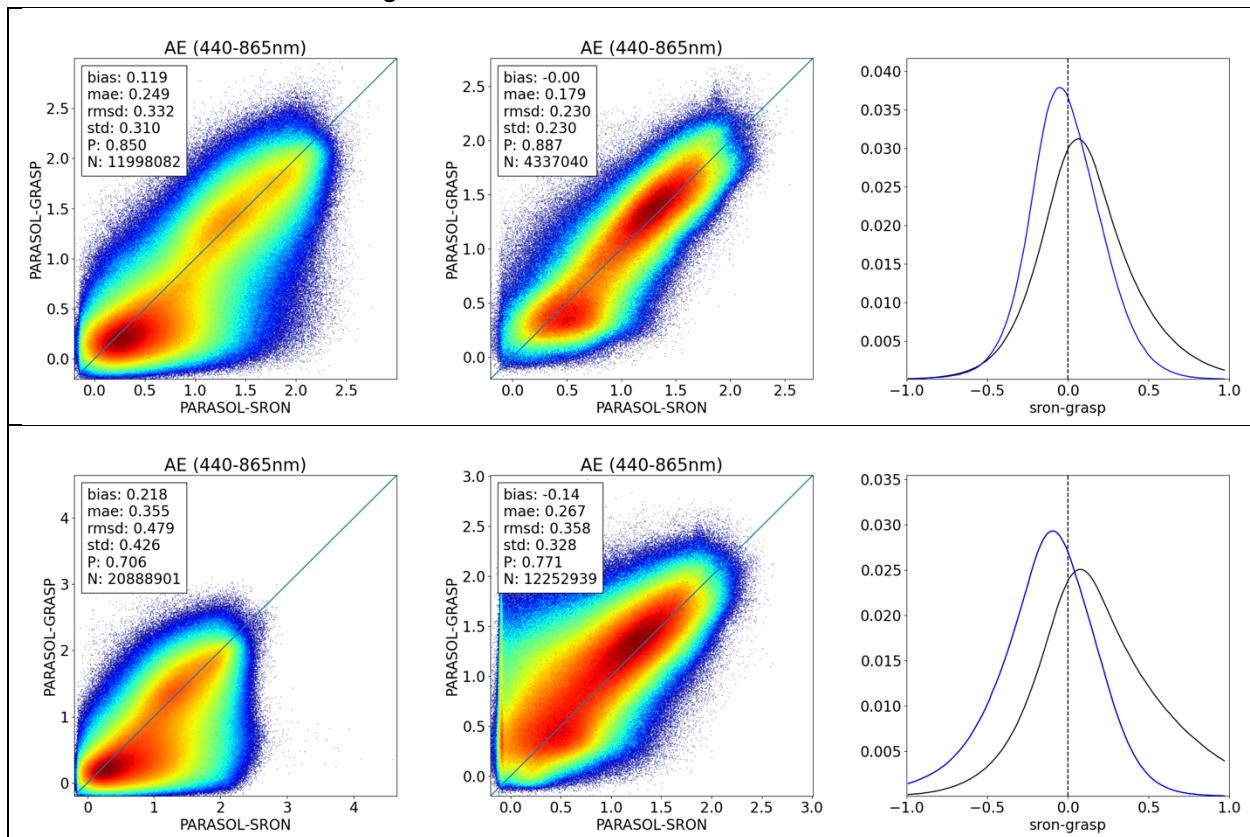 AE (440-865nm)
bias: 0.119
mae: 0.249
rmsd: 0.332
std: 0.310
P: 0.850
N: 11998082
PARASOL-GRASP
2.5
2.0
1.5
1.0
0.5
0.0
0.0 0.5 1.0 1.5 2.0 2.5
PARASOL-SRON
AE (440-865nm)
bias: -0.00
mae: 0.179
rmsd: 0.230
std: 0.230
P: 0.887
N: 4337040
PARASOL-GRASP
2.5
2.0
1.5
1.0
0.5
0.0
0.0 0.5 1.0 1.5 2.0 2.5
PARASOL-SRON
0.040
0.035
0.030
0.025
0.020
0.015
0.010
0.005
−1.0 −0.5 0.0 0.5 1.0
sron-grasp
AE (440-865nm)
bias: 0.218
mae: 0.355
rmsd: 0.479
std: 0.426
P: 0.706
N: 20888901
PARASOL-GRASP
4
3
2
1
0
0 1 2 3 4
PARASOL-SRON
AE (440-865nm)
bias: -0.14
mae: 0.267
rmsd: 0.358
std: 0.328
P: 0.771
N: 12252939
PARASOL-GRASP
3.0
2.5
2.0
1.5
1.0
0.5
0.0
0.0 0.5 1.0 1.5 2.0 2.5 3.0
PARASOL-SRON
0.035
0.030
0.025
0.020
0.015
0.010
0.005
−1.0 −0.5 0.0 0.5 1.0
sron-grasp